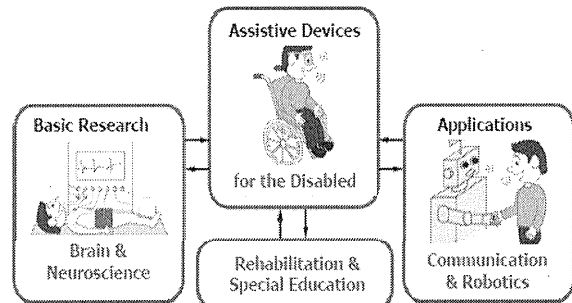 Assistive Devices
for the Disabled
Basic Research
Brain &
Neuroscience
Applications
Communication
& Robotics
Rehabilitation &
Special Education